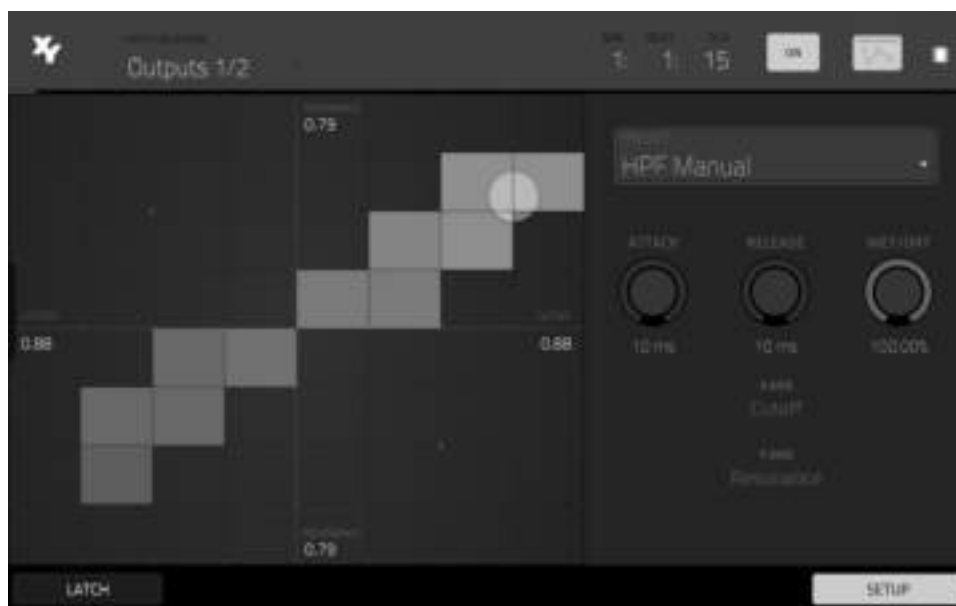 XY
Outputs 1/2
1: 1: 15
ON
0.79
HPF Manual
ATTACK RELEASE WET/DRY
0.88 0.88
10 ms 10 ms 100.00%
Cutoff
Resonance
0.79
LATCH SETUP